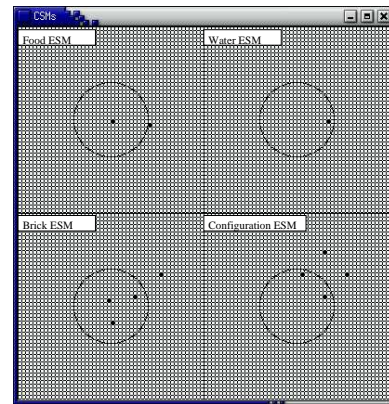 CSMs
Food ESM
Water ESM
Brick ESM
Configuration ESM